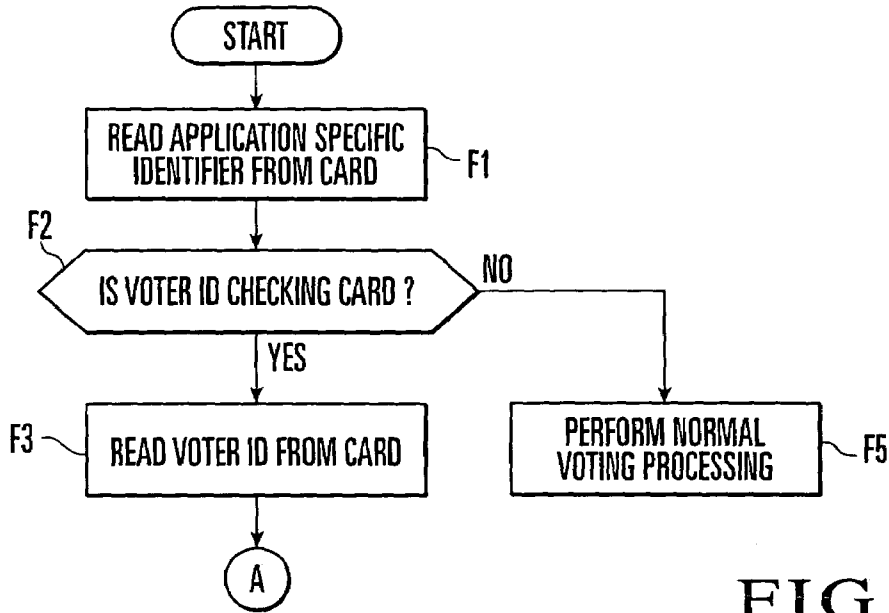 START
READ APPLICATION SPECIFIC
IDENTIFIER FROM CARD
F1
F2
IS VOTER ID CHECKING CARD ?
NO
YES
F3
READ VOTER ID FROM CARD
PERFORM NORMAL
VOTING PROCESSING
F5
A
FIG